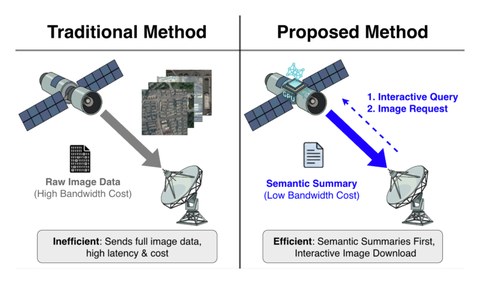 Traditional Method
Raw Image Data
(High Bandwidth Cost)
Inefficient: Sends full image data,
high latency & cost
Proposed Method
1. Interactive Query
2. Image Request
Semantic Summary
(Low Bandwidth Cost)
Efficient: Semantic Summaries First,
Interactive Image Download